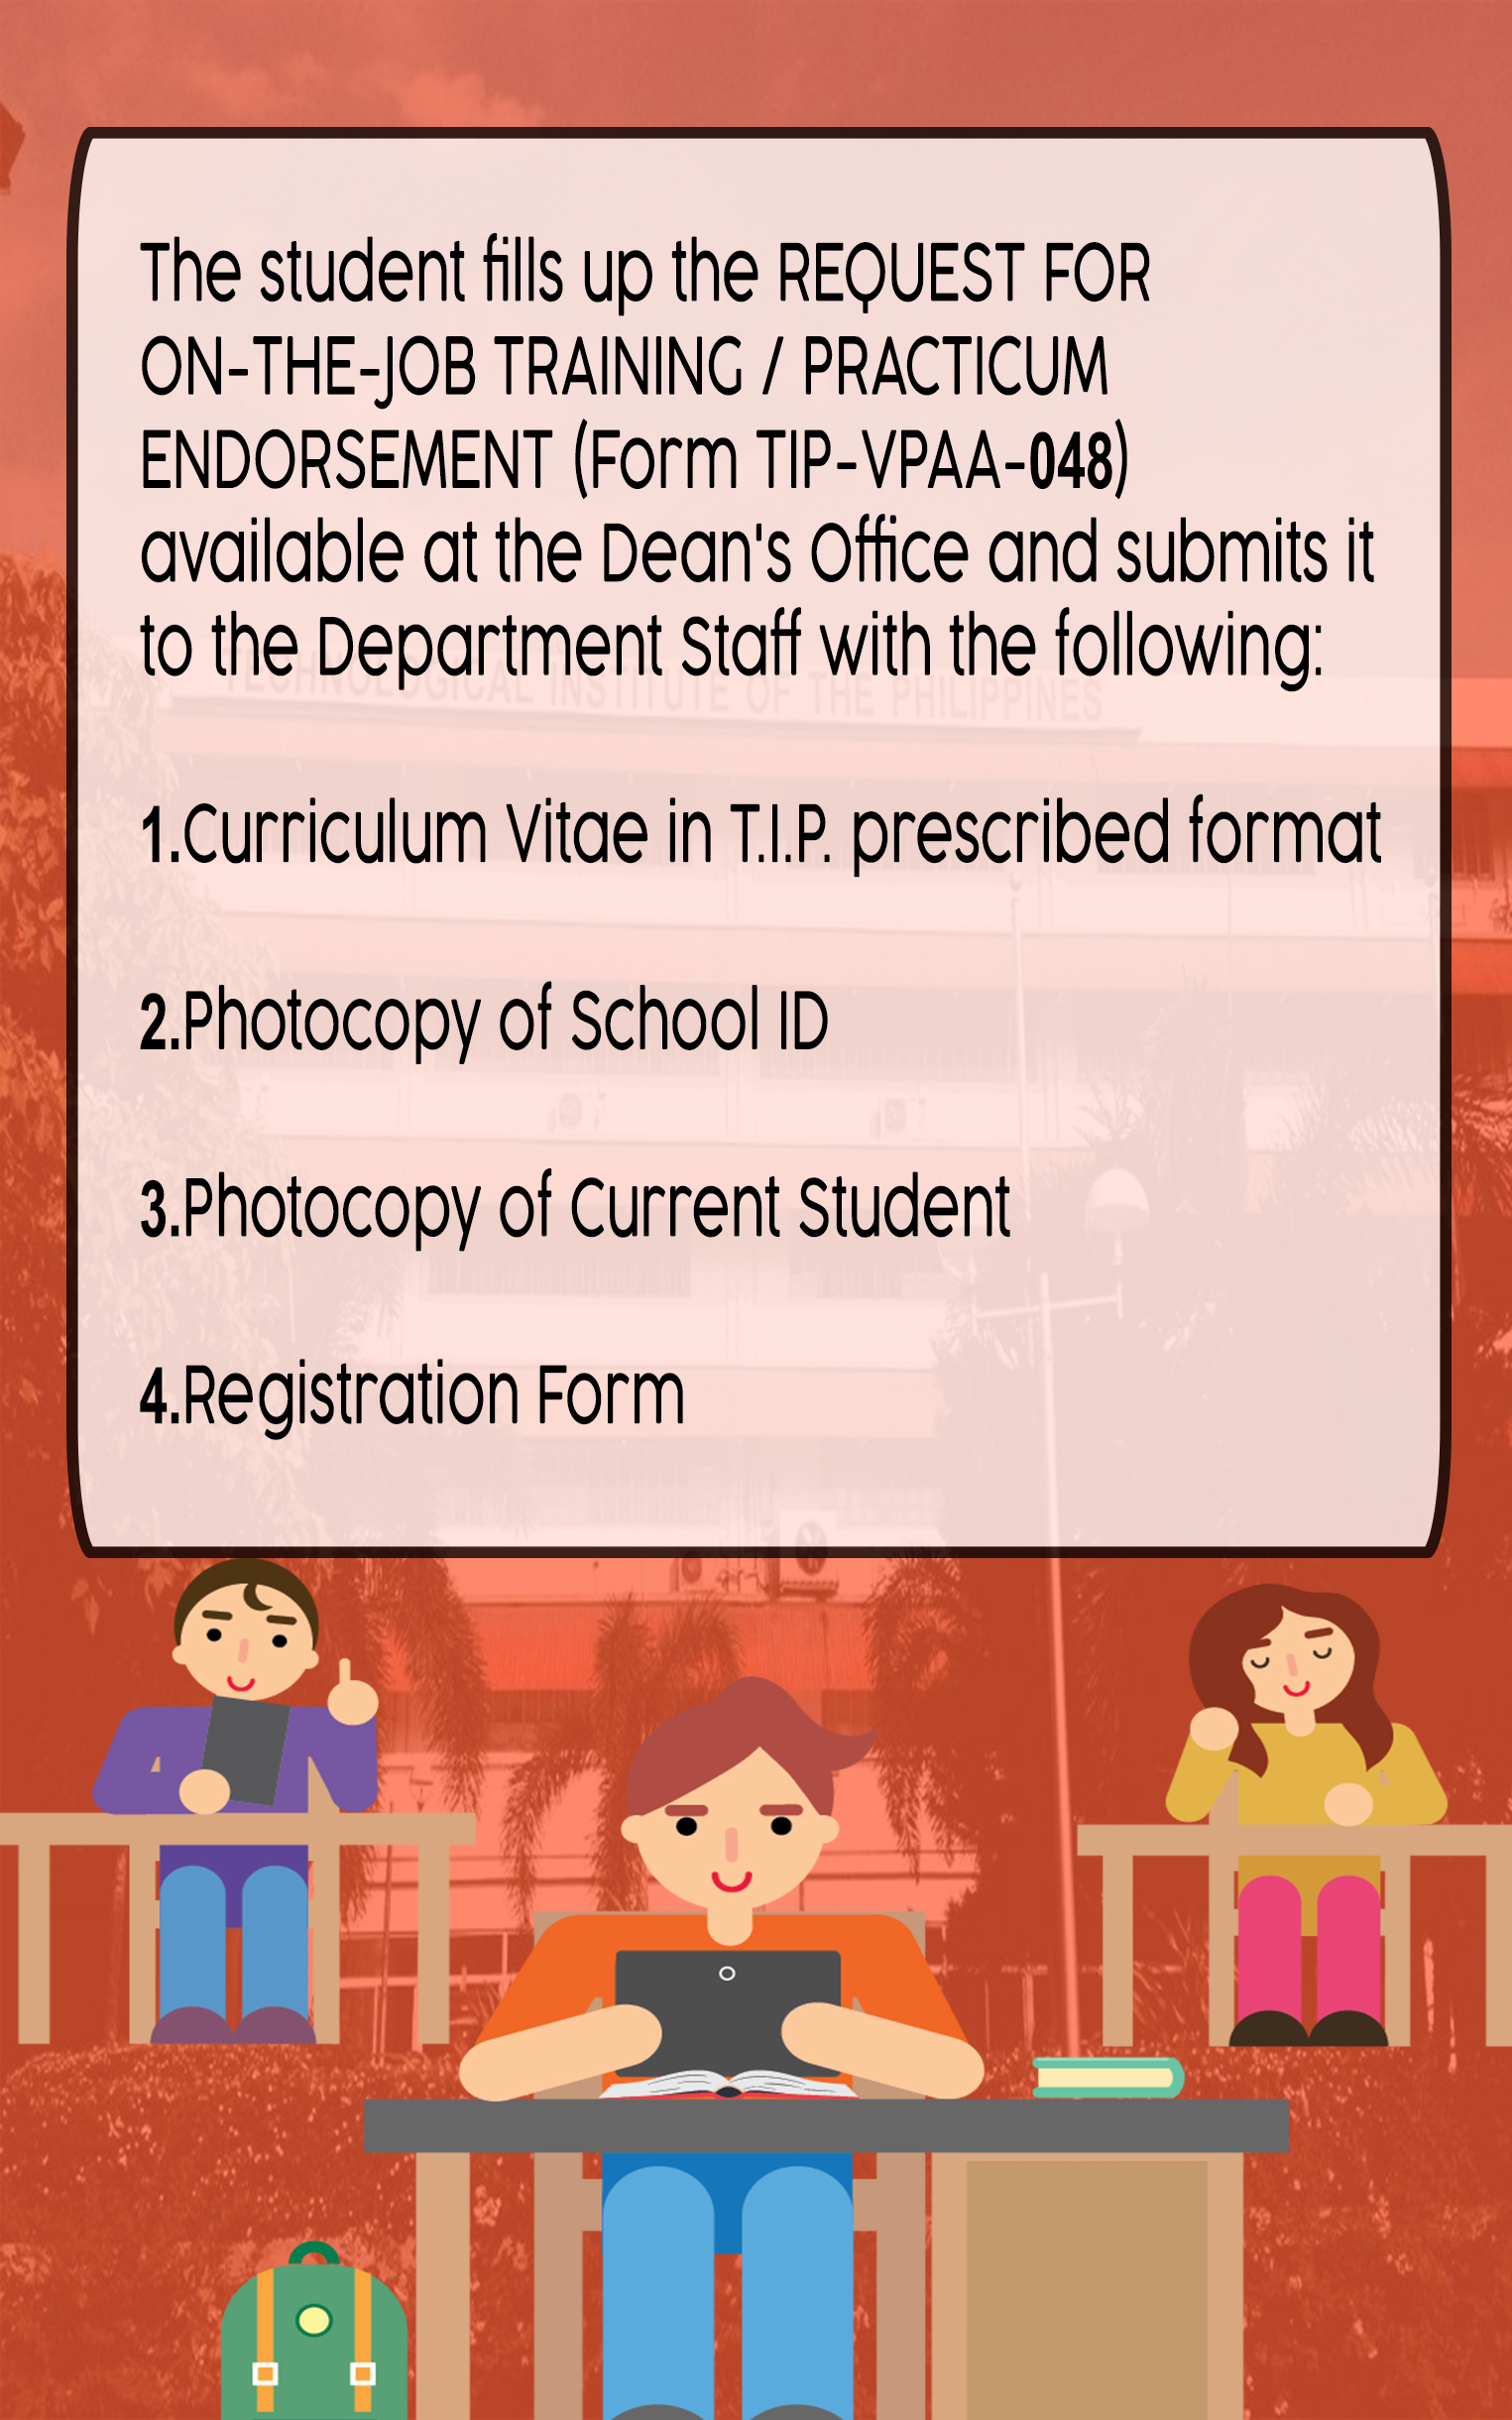 The student fills up the REQUEST FOR
ON-THE-JOB TRAINING / PRACTICUM
ENDORSEMENT (Form TIP-VPAA-048)
available at the Dean's Office and submits it
to the Department Staff with the following:
TECHNOLOGICAL INSTITUTE OF THE PHILIPPINES
1.Curriculum Vitae in T.I.P. prescribed format
2.Photocopy of School ID
3.Photocopy of Current Student
4.Registration Form